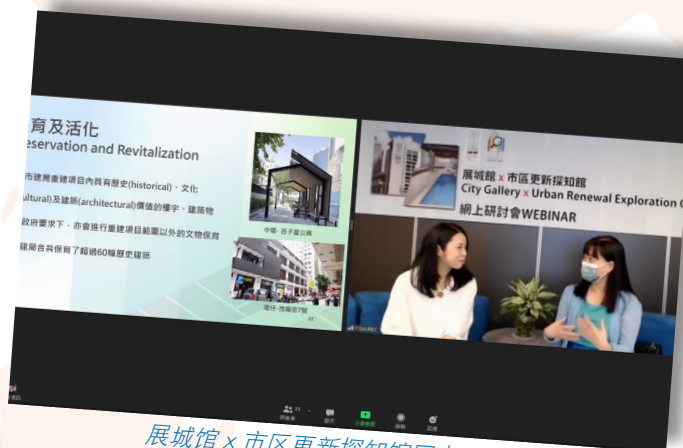 育及活化
eservation and Revitalization
市建局重建項目內具有歷史(historical)、文化
ultural)及建築(architectural)價值的樓宇、建築物
政府要求下，亦會進行重建項目範圍以外的文物保育
建局合共保育了超過60幢歷史建築
中環- 百子里公園
灣仔-茂蘿街7號
展城館 x 市區更新探知館
City Gallery x Urban Renewal Exploration C
網上研討會WEBINAR
聊天
展城馆 x 市区更新探知馆网上